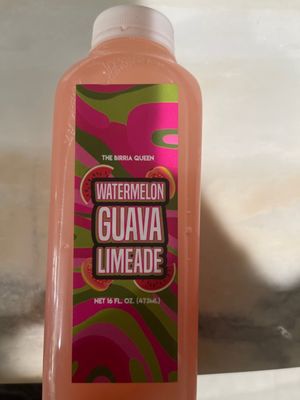 THE BIRRIA QUEEN
WATERMELON
GUAVA
LIMEADE
NET 16 FL. OZ. (473ML)